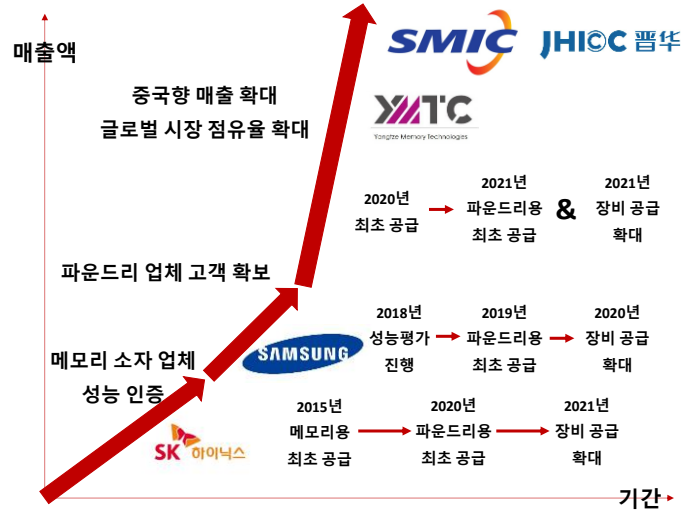 매출액
SMIC
JHICC 晋华
중국향 매출 확대
글로벌 시장 점유율 확대
YMTC
Yangtze Memory Technologies
2020년
최초 공급
2021년
파운드리용
최초 공급
&
2021년
장비 공급
확대
파운드리 업체 고객 확보
SAMSUNG
2018년
성능평가
진행
2019년
파운드리용
최초 공급
2020년
장비 공급
확대
메모리 소자 업체
성능 인증
SK 하이닉스
2015년
메모리용
최초 공급
2020년
파운드리용
최초 공급
2021년
장비 공급
확대
기간